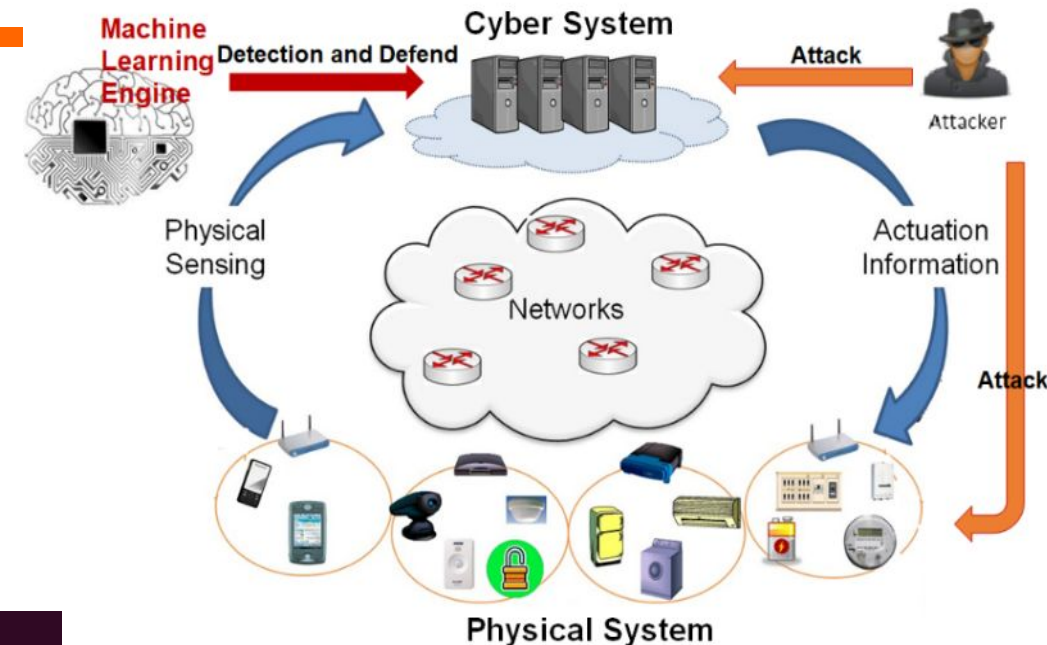 Machine
Learning
Engine
Detection and Defend
Cyber System
Attack
Attacker
Physical
Sensing
Networks
Actuation
Information
Attack
Physical System